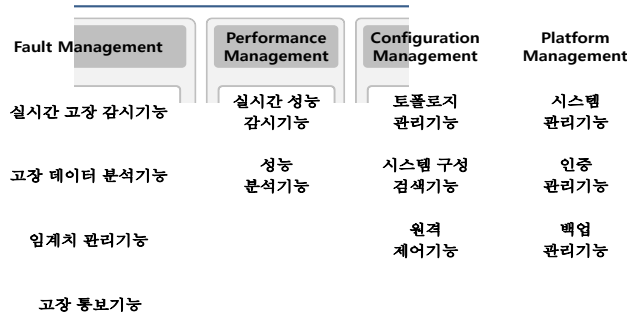 Fault Management
Performance
Management
Configuration
Management
Platform
Management
실시간 고장 감시기능
실시간 성능
감시기능
토폴로지
관리기능
시스템
관리기능
고장 데이터 분석기능
성능
분석기능
시스템 구성
검색기능
인증
관리기능
임계치 관리기능
원격
제어기능
백업
관리기능
고장 통보기능